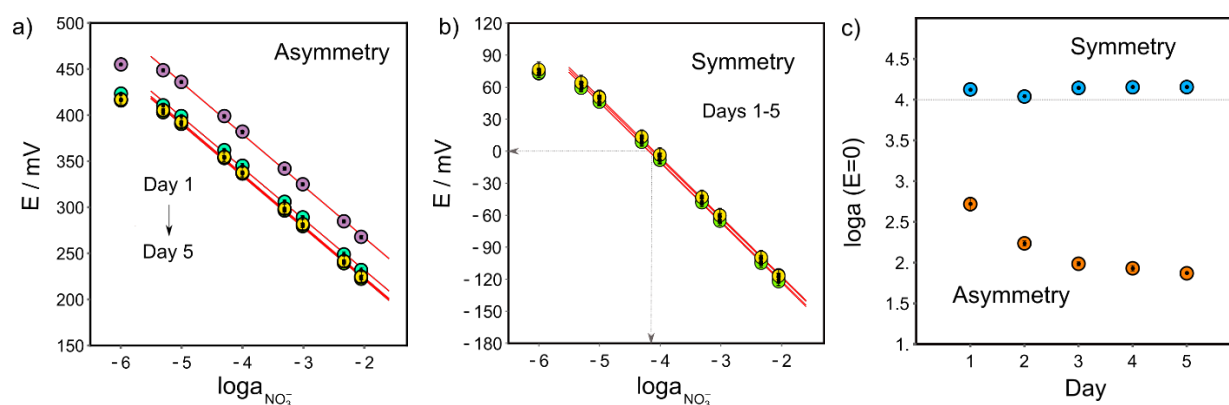 a)
Asymmetry
E / mV
500
450
400
350
300
250
200
150
Day 1
Day 5
-6
-5
-4
-3
-2
loga NO₃⁻
b)
Symmetry
Days 1-5
E / mV
120
90
60
30
0
-30
-60
-90
-120
-150
-180
-6
-5
-4
-3
-2
loga NO₃⁻
c)
Symmetry
Asymmetry
loga (E=0)
4.5
4.
3.5
3.0
2.5
2.0
1.5
1.
1
2
3
4
5
Day